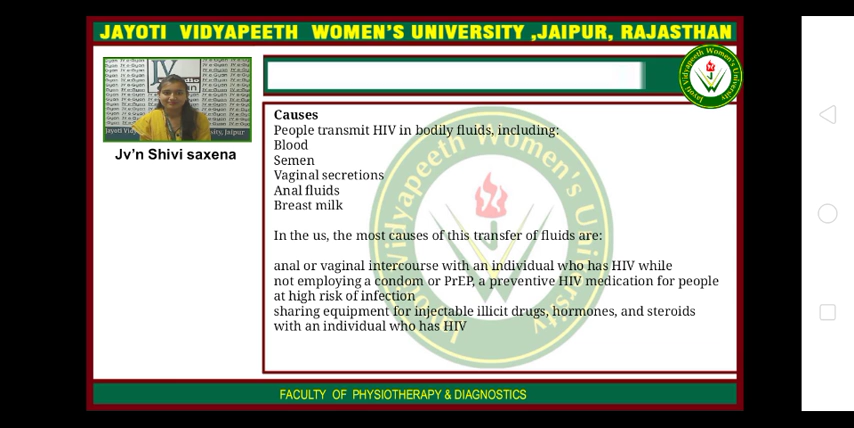 JAYOTI VIDYAPEETH WOMEN'S UNIVERSITY ,JAIPUR, RAJASTHAN
Jv'n Shivi saxena
Causes
People transmit HIV in bodily fluids, including:
Blood
Semen
Vaginal secretions
Anal fluids
Breast milk
In the us, the most causes of this transfer of fluids are:
anal or vaginal intercourse with an individual who has HIV while
not employing a condom or PrEP, a preventive HIV medication for people
at high risk of infection
sharing equipment for injectable illicit drugs, hormones, and steroids
with an individual who has HIV
Jayoti Vidyapeeth Women's University
FACULTY OF PHYSIOTHERAPY & DIAGNOSTICS